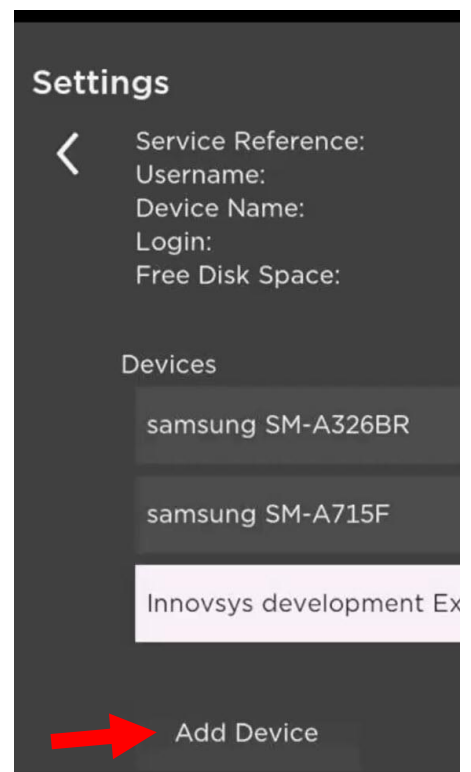 Settings
Service Reference:
Username:
Device Name:
Login:
Free Disk Space:
Devices
samsung SM-A326BR
samsung SM-A715F
Innovsys development Ex
Add Device